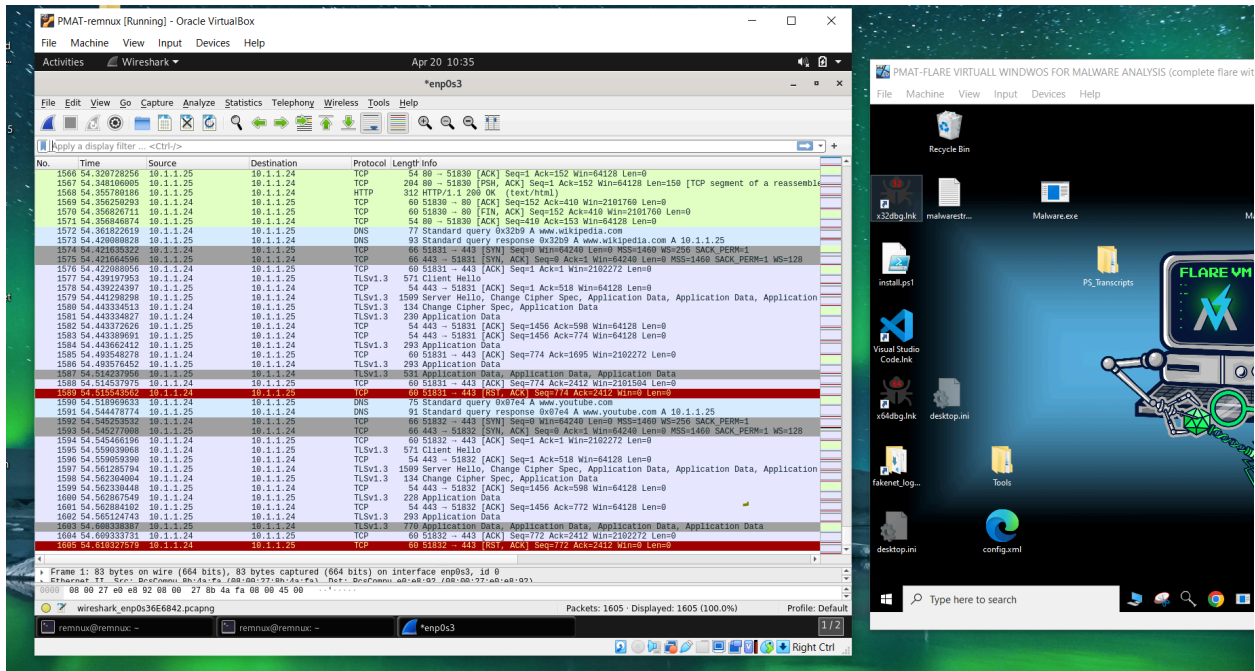 PMAT-remnux [Running] - Oracle VirtualBox
File Machine View Input Devices Help
Activities Wireshark Apr 20 10:35
*enp0s3
File Edit View Go Capture Analyze Statistics Telephony Wireless Tools Help
Apply a display filter ... <Ctrl-/>
No. Time Source Destination Protocol Length Info
1566 54.320728256 10.1.1.25 10.1.1.24 TCP 54 80 → 51830 [ACK] Seq=1 Ack=152 Win=64128 Len=0
1567 54.348106005 10.1.1.25 10.1.1.24 TCP 204 80 → 51830 [PSH, ACK] Seq=1 Ack=152 Win=64128 Len=150 [TCP segment of a reassemble
1568 54.355780186 10.1.1.25 10.1.1.24 HTTP 312 HTTP/1.1 200 OK (text/html)
1569 54.356250293 10.1.1.24 10.1.1.25 TCP 60 51830 → 80 [ACK] Seq=152 Ack=410 Win=2101760 Len=0
1570 54.356826711 10.1.1.24 10.1.1.25 TCP 60 51830 → 80 [FIN, ACK] Seq=152 Ack=410 Win=2101760 Len=0
1571 54.356846874 10.1.1.25 10.1.1.24 TCP 54 80 → 51830 [ACK] Seq=410 Ack=153 Win=64128 Len=0
1572 54.361822619 10.1.1.24 10.1.1.25 DNS 77 Standard query 0x32b9 A www.wikipedia.com
1573 54.420080828 10.1.1.25 10.1.1.24 DNS 93 Standard query response 0x32b9 A www.wikipedia.com A 10.1.1.25
1574 54.421635322 10.1.1.24 10.1.1.25 TCP 66 51831 → 443 [SYN] Seq=0 Win=64240 Len=0 MSS=1460 WS=256 SACK_PERM=1
1575 54.421664596 10.1.1.25 10.1.1.24 TCP 66 443 → 51831 [SYN, ACK] Seq=0 Ack=1 Win=64240 Len=0 MSS=1460 SACK_PERM=1 WS=128
1576 54.422088056 10.1.1.24 10.1.1.25 TCP 60 51831 → 443 [ACK] Seq=1 Ack=1 Win=2102272 Len=0
1577 54.439197953 10.1.1.24 10.1.1.25 TLSv1.3 571 Client Hello
1578 54.439224397 10.1.1.25 10.1.1.24 TCP 54 443 → 51831 [ACK] Seq=1 Ack=518 Win=64128 Len=0
1579 54.441298298 10.1.1.25 10.1.1.24 TLSv1.3 1509 Server Hello, Change Cipher Spec, Application Data, Application Data, Application
1580 54.443334513 10.1.1.24 10.1.1.25 TLSv1.3 134 Change Cipher Spec, Application Data
1581 54.443334827 10.1.1.24 10.1.1.25 TLSv1.3 230 Application Data
1582 54.443372626 10.1.1.25 10.1.1.24 TCP 54 443 → 51831 [ACK] Seq=1456 Ack=598 Win=64128 Len=0
1583 54.443389691 10.1.1.25 10.1.1.24 TCP 54 443 → 51831 [ACK] Seq=1456 Ack=774 Win=64128 Len=0
1584 54.443662412 10.1.1.25 10.1.1.24 TLSv1.3 293 Application Data
1585 54.493548278 10.1.1.24 10.1.1.25 TCP 60 51831 → 443 [ACK] Seq=774 Ack=1695 Win=2102272 Len=0
1586 54.493576452 10.1.1.25 10.1.1.24 TLSv1.3 293 Application Data
1587 54.514237956 10.1.1.25 10.1.1.24 TLSv1.3 531 Application Data, Application Data, Application Data
1588 54.514537975 10.1.1.24 10.1.1.25 TCP 60 51831 → 443 [ACK] Seq=774 Ack=2412 Win=2101504 Len=0
1589 54.515543562 10.1.1.24 10.1.1.25 TCP 60 51831 → 443 [RST, ACK] Seq=774 Ack=2412 Win=0 Len=0
1590 54.518969633 10.1.1.24 10.1.1.25 DNS 75 Standard query 0x07e4 A www.youtube.com
1591 54.544478774 10.1.1.25 10.1.1.24 DNS 91 Standard query response 0x07e4 A www.youtube.com A 10.1.1.25
1592 54.545253532 10.1.1.24 10.1.1.25 TCP 66 51832 → 443 [SYN] Seq=0 Win=64240 Len=0 MSS=1460 WS=256 SACK_PERM=1
1593 54.545277008 10.1.1.25 10.1.1.24 TCP 66 443 → 51832 [SYN, ACK] Seq=0 Ack=1 Win=64240 Len=0 MSS=1460 SACK_PERM=1 WS=128
1594 54.545466196 10.1.1.24 10.1.1.25 TCP 60 51832 → 443 [ACK] Seq=1 Ack=1 Win=2102272 Len=0
1595 54.559039068 10.1.1.24 10.1.1.25 TLSv1.3 571 Client Hello
1596 54.559059390 10.1.1.25 10.1.1.24 TCP 54 443 → 51832 [ACK] Seq=1 Ack=518 Win=64128 Len=0
1597 54.561285794 10.1.1.25 10.1.1.24 TLSv1.3 1509 Server Hello, Change Cipher Spec, Application Data, Application Data, Application
1598 54.562304004 10.1.1.24 10.1.1.25 TLSv1.3 134 Change Cipher Spec, Application Data
1599 54.562330448 10.1.1.25 10.1.1.24 TCP 54 443 → 51832 [ACK] Seq=1456 Ack=598 Win=64128 Len=0
1600 54.562867549 10.1.1.24 10.1.1.25 TLSv1.3 228 Application Data
1601 54.562884102 10.1.1.25 10.1.1.24 TCP 54 443 → 51832 [ACK] Seq=1456 Ack=772 Win=64128 Len=0
1602 54.565124743 10.1.1.25 10.1.1.24 TLSv1.3 293 Application Data
1603 54.608338387 10.1.1.25 10.1.1.24 TLSv1.3 770 Application Data, Application Data, Application Data, Application Data
1604 54.609333731 10.1.1.24 10.1.1.25 TCP 60 51832 → 443 [ACK] Seq=772 Ack=2412 Win=2102272 Len=0
1605 54.610327579 10.1.1.24 10.1.1.25 TCP 60 51832 → 443 [RST, ACK] Seq=772 Ack=2412 Win=0 Len=0
Frame 1: 83 bytes on wire (664 bits), 83 bytes captured (664 bits) on interface enp0s3, id 0
Ethernet II, Src: PcsCompu_8b:4a:fa (08:00:27:8b:4a:fa), Dst: PcsCompu_e0:e8:92 (08:00:27:e0:e8:92)
0000 08 00 27 e0 e8 92 08 00 27 8b 4a fa 08 00 45 00
wireshark_enp0s36E6842.pcapng Packets: 1605 · Displayed: 1605 (100.0%) Profile: Default
remnux@remnux: ~ remnux@remnux: ~ *enp0s3 1 / 2
Right Ctrl
PMAT-FLARE VIRTUALL WINDWOS FOR MALWARE ANALYSIS (complete flare wit
File Machine View Input Devices Help
Recycle Bin
x32dbg.lnk malwarestr... Malware.exe
install.ps1 PS_Transcripts
FLARE VM
Visual Studio
Code.lnk
x64dbg.lnk desktop.ini
fakenet_log... Tools
desktop.ini config.xml
Type here to search